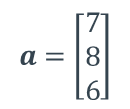 a = [7
8
6]